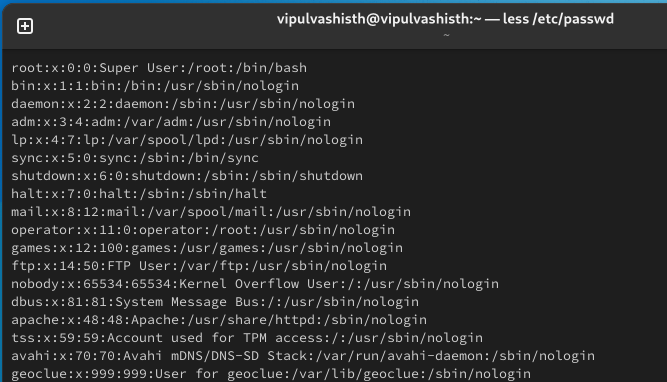 vipulvashisth@vipulvashisth:~ — less /etc/passwd
~
root:x:0:0:Super User:/root:/bin/bash
bin:x:1:1:bin:/bin:/usr/sbin/nologin
daemon:x:2:2:daemon:/sbin:/usr/sbin/nologin
adm:x:3:4:adm:/var/adm:/usr/sbin/nologin
lp:x:4:7:lp:/var/spool/lpd:/usr/sbin/nologin
sync:x:5:0:sync:/sbin:/bin/sync
shutdown:x:6:0:shutdown:/sbin:/sbin/shutdown
halt:x:7:0:halt:/sbin:/sbin/halt
mail:x:8:12:mail:/var/spool/mail:/usr/sbin/nologin
operator:x:11:0:operator:/root:/usr/sbin/nologin
games:x:12:100:games:/usr/games:/usr/sbin/nologin
ftp:x:14:50:FTP User:/var/ftp:/usr/sbin/nologin
nobody:x:65534:65534:Kernel Overflow User:/:/usr/sbin/nologin
dbus:x:81:81:System Message Bus:/:/usr/sbin/nologin
apache:x:48:48:Apache:/usr/share/httpd:/sbin/nologin
tss:x:59:59:Account used for TPM access:/:/usr/sbin/nologin
avahi:x:70:70:Avahi mDNS/DNS-SD Stack:/var/run/avahi-daemon:/sbin/nologin
geoclue:x:999:999:User for geoclue:/var/lib/geoclue:/sbin/nologin